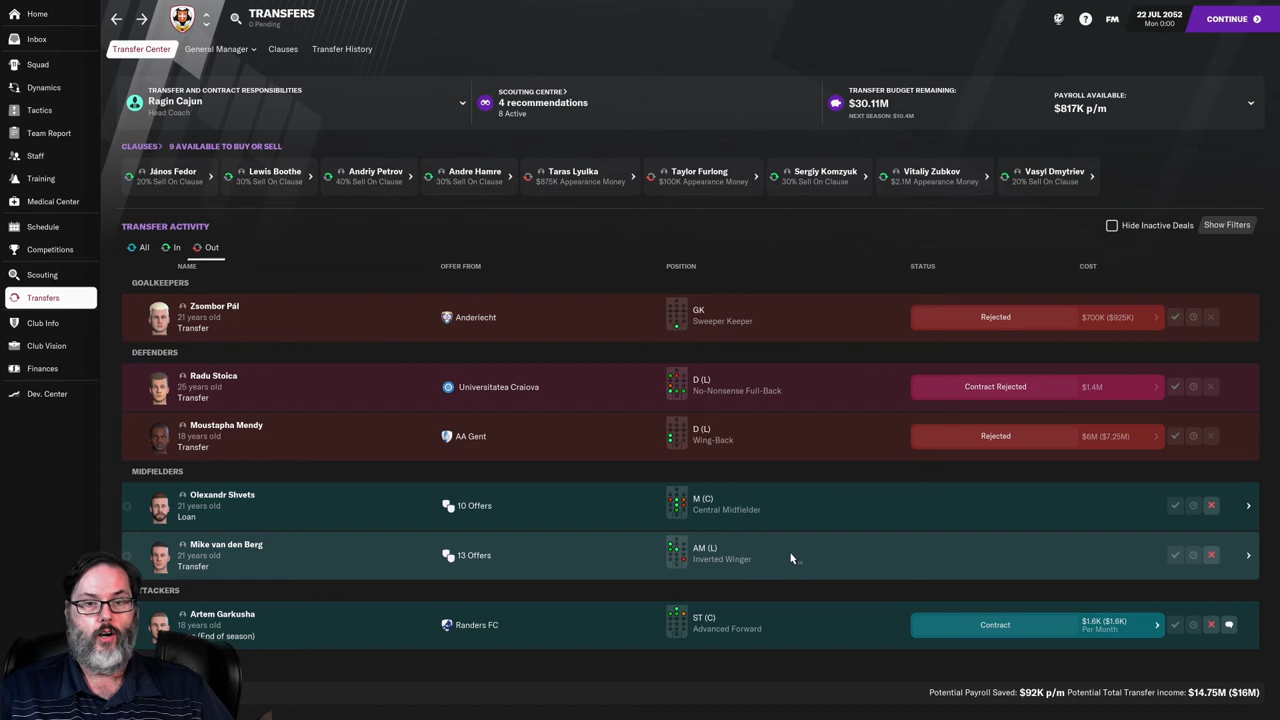 Home
Inbox
Squad
Dynamics
Tactics
Team Report
Staff
Training
Medical Center
Schedule
Competitions
Scouting
Transfers
Club Info
Club Vision
Finances
Dev. Center
TRANSFERS
0 Pending
FM
22 JUL 2052
Mon 0:00
CONTINUE
Transfer Center
General Manager
Clauses
Transfer History
TRANSFER AND CONTRACT RESPONSIBILITIES
Ragin Cajun
Head Coach
SCOUTING CENTRE
4 recommendations
8 Active
TRANSFER BUDGET REMAINING:
$30.11M
NEXT SEASON: $10.4M
PAYROLL AVAILABLE:
$817K p/m
CLAUSES 9 AVAILABLE TO BUY OR SELL
János Fedor
20% Sell On Clause
Lewis Boothe
30% Sell On Clause
Andriy Petrov
40% Sell On Clause
Andre Hamre
30% Sell On Clause
Taras Lyulka
$875K Appearance Money
Taylor Furlong
$100K Appearance Money
Sergiy Komzyuk
30% Sell On Clause
Vitaliy Zubkov
$2.1M Appearance Money
Vasyl Dmytriev
20% Sell On Clause
TRANSFER ACTIVITY
Hide Inactive Deals
Show Filters
All
In
Out
NAME OFFER FROM POSITION STATUS COST
GOALKEEPERS
Zsombor Pál
21 years old
Transfer
Anderlecht
GK
Sweeper Keeper
Rejected
$700K ($925K)
DEFENDERS
Radu Stoica
25 years old
Transfer
Universitatea Craiova
D (L)
No-Nonsense Full-Back
Contract Rejected
$1.4M
Moustapha Mendy
18 years old
Transfer
AA Gent
D (L)
Wing-Back
Rejected
$6M ($7.25M)
MIDFIELDERS
Olexandr Shvets
21 years old
Loan
10 Offers
M (C)
Central Midfielder
Mike van den Berg
21 years old
Transfer
13 Offers
AM (L)
Inverted Winger
TTACKERS
Artem Garkusha
years old
(End of season)
Randers FC
ST (C)
Advanced Forward
Contract
$1.6K ($1.6K)
Per Month
Potential Payroll Saved: $92K p/m Potential Total Transfer income: $14.75M ($16M)